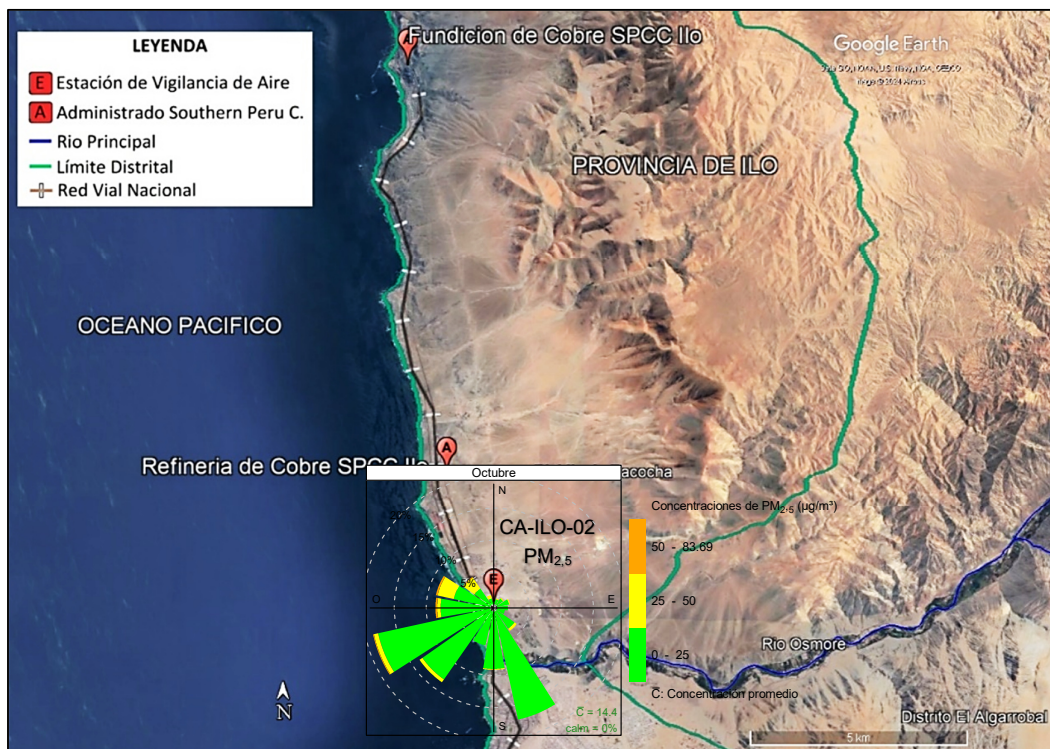 LEYENDA
E Estación de Vigilancia de Aire
A Administrado Southern Peru C.
Rio Principal
Límite Distrital
Red Vial Nacional
Fundicion de Cobre SPCC Ilo
Google Earth
PROVINCIA DE ILO
OCEANO PACIFICO
A
Refineria de Cobre SPCC Ilo
acocha
Octubre
N
CA-ILO-02
PM2,5
E
10%
5%
O
E
S
C̅ = 14.4
calm = 0%
Concentraciones de PM2.5 (µg/m³)
50 - 83.69
25 - 50
0 - 25
C̅: Concentración promedio
Rio Osmore
Distrito El Algarrobal
N
5 km